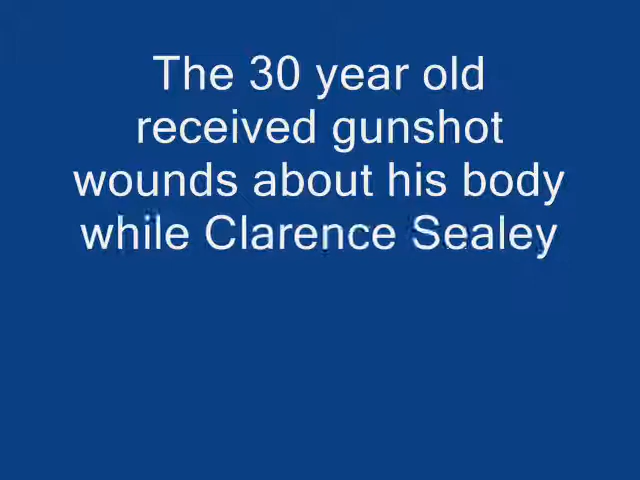 The 30 year old
received gunshot
wounds about his body
while Clarence Sealey